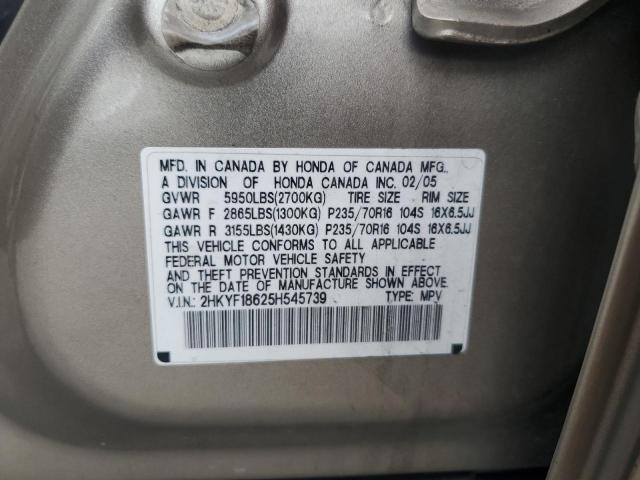 MFD. IN CANADA BY HONDA OF CANADA MFG.,
A DIVISION OF HONDA CANADA INC. 02/05
GVWR 5950LBS(2700KG) TIRE SIZE RIM SIZE
GAWR F 2865LBS(1300KG) P235/70R16 104S 16X6.5JJ
GAWR R 3155LBS(1430KG) P235/70R16 104S 16X6.5JJ
THIS VEHICLE CONFORMS TO ALL APPLICABLE
FEDERAL MOTOR VEHICLE SAFETY
AND THEFT PREVENTION STANDARDS IN EFFECT
ON THE DATE OF MANUFACTURE SHOWN ABOVE.
V.I.N.: 2HKYF18625H545739 TYPE: MPV